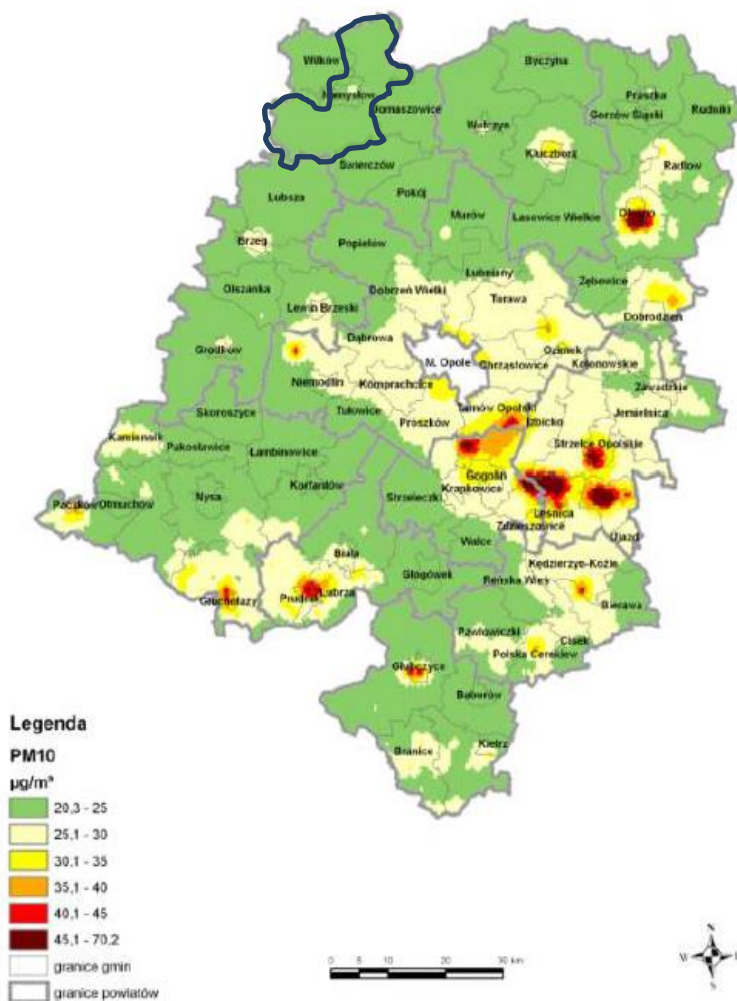 Wilków
Byczyna
Namysłów
Domaszowice
Praszka
Gorzów Śląski
Rudniki
Wołczyn
Kluczbork
Radłów
Świerczów
Lubsza
Pokój
Murów
Lasowice Wielkie
Olesno
Brzeg
Popielów
Olszanka
Łubniany
Zębowice
Dobrzeń Wielki
Turawa
Lewin Brzeski
Dobrodzień
Dąbrowa
Grodków
M. Opole
Ozimek
Chrząstowice
Kolonowskie
Niemodlin
Komprachcice
Zawadzkie
Skoroszyce
Tułowice
Prószków
Tarnów Opolski
Izbicko
Jemielnica
Kamiennik
Pakosławice
Łambinowice
Strzelce Opolskie
Gogolin
Krapkowice
Korfantów
Paczków
Otmuchów
Nysa
Strzeleczki
Leśnica
Zdzieszowice
Ujazd
Walce
Biała
Kędzierzyn-Koźle
Głogówek
Reńska Wieś
Głuchołazy
Prudnik
Lubrza
Bierawa
Pawłowiczki
Cisek
Polska Cerekiew
Głubczyce
Baborów
Branice
Kietrz
Legenda
PM10
µg/m³
20,3 - 25
25,1 - 30
30,1 - 35
35,1 - 40
40,1 - 45
45,1 - 70,2
granice gmin
granice powiatów
0 5 10 20 30 km
N
W E
S